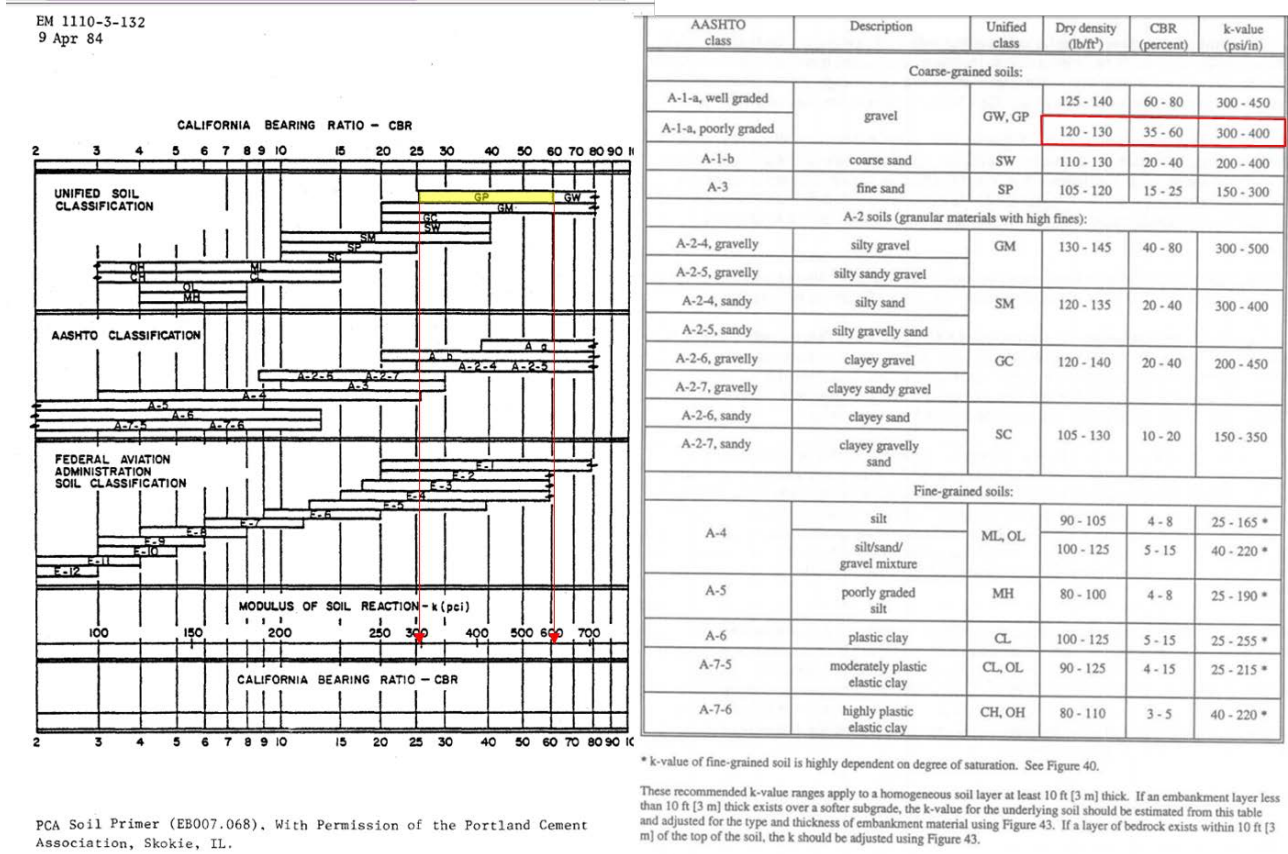 EM 1110-3-132
9 Apr 84
CALIFORNIA BEARING RATIO - CBR
2 3 4 5 6 7 8 9 10 15 20 25 30 40 50 60 70 80 90
UNIFIED SOIL
CLASSIFICATION
GP GW
GM
GC
SW
SM
SP
SC
OH ML
CH CL
OL
MH
AASHTO CLASSIFICATION
A b
A-2-4 A-2-5
A-2-6 A-2-7
A-3
A-4
A-5
A-6
A-7-5 A-7-6
FEDERAL AVIATION
ADMINISTRATION
SOIL CLASSIFICATION
E-1
E-2
E-3
E-4
E-5
E-6
E-7
E-8
E-9
E-10
E-11
E-12
MODULUS OF SOIL REACTION - k (pci)
100 150 200 250 300 400 500 600 700
CALIFORNIA BEARING RATIO - CBR
2 3 4 5 6 7 8 9 10 15 20 25 30 40 50 60 70 80 90
PCA Soil Primer (EB007.068), With Permission of the Portland Cement
Association, Skokie, IL.
AASHTO class Description Unified class Dry density (lb/ft³) CBR (percent) k-value (psi/in)
Coarse-grained soils:
A-1-a, well graded gravel GW, GP 125 - 140 60 - 80 300 - 450
A-1-a, poorly graded 120 - 130 35 - 60 300 - 400
A-1-b coarse sand SW 110 - 130 20 - 40 200 - 400
A-3 fine sand SP 105 - 120 15 - 25 150 - 300
A-2 soils (granular materials with high fines):
A-2-4, gravelly silty gravel GM 130 - 145 40 - 80 300 - 500
A-2-5, gravelly silty sandy gravel
A-2-4, sandy silty sand SM 120 - 135 20 - 40 300 - 400
A-2-5, sandy silty gravelly sand
A-2-6, gravelly clayey gravel GC 120 - 140 20 - 40 200 - 450
A-2-7, gravelly clayey sandy gravel
A-2-6, sandy clayey sand SC 105 - 130 10 - 20 150 - 350
A-2-7, sandy clayey gravelly sand
Fine-grained soils:
A-4 silt ML, OL 90 - 105 4 - 8 25 - 165 *
silt/sand/ gravel mixture 100 - 125 5 - 15 40 - 220 *
A-5 poorly graded silt MH 80 - 100 4 - 8 25 - 190 *
A-6 plastic clay CL 100 - 125 5 - 15 25 - 255 *
A-7-5 moderately plastic elastic clay CL, OL 90 - 125 4 - 15 25 - 215 *
A-7-6 highly plastic elastic clay CH, OH 80 - 110 3 - 5 40 - 220 *
* k-value of fine-grained soil is highly dependent on degree of saturation. See Figure 40.
These recommended k-value ranges apply to a homogeneous soil layer at least 10 ft [3 m] thick. If an embankment layer less
than 10 ft [3 m] thick exists over a softer subgrade, the k-value for the underlying soil should be estimated from this table
and adjusted for the type and thickness of embankment material using Figure 43. If a layer of bedrock exists within 10 ft [3
m] of the top of the soil, the k should be adjusted using Figure 43.